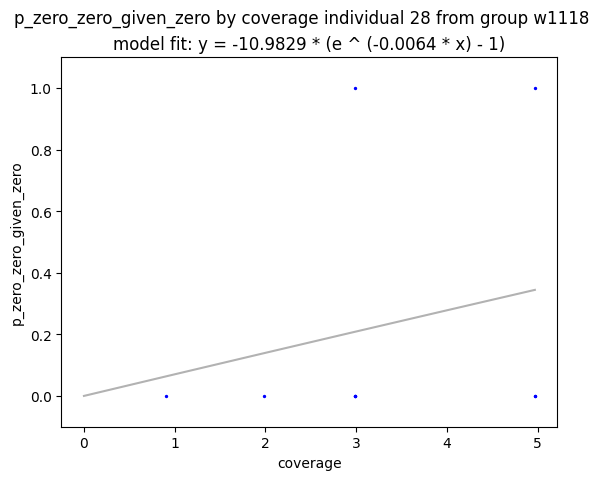 p_zero_zero_given_zero by coverage individual 28 from group w1118
model fit: y = -10.9829 * (e ^ (-0.0064 * x) - 1)
1.0
0.8
0.6
0.4
0.2
0.0
p_zero_zero_given_zero
0 1 2 3 4 5
coverage